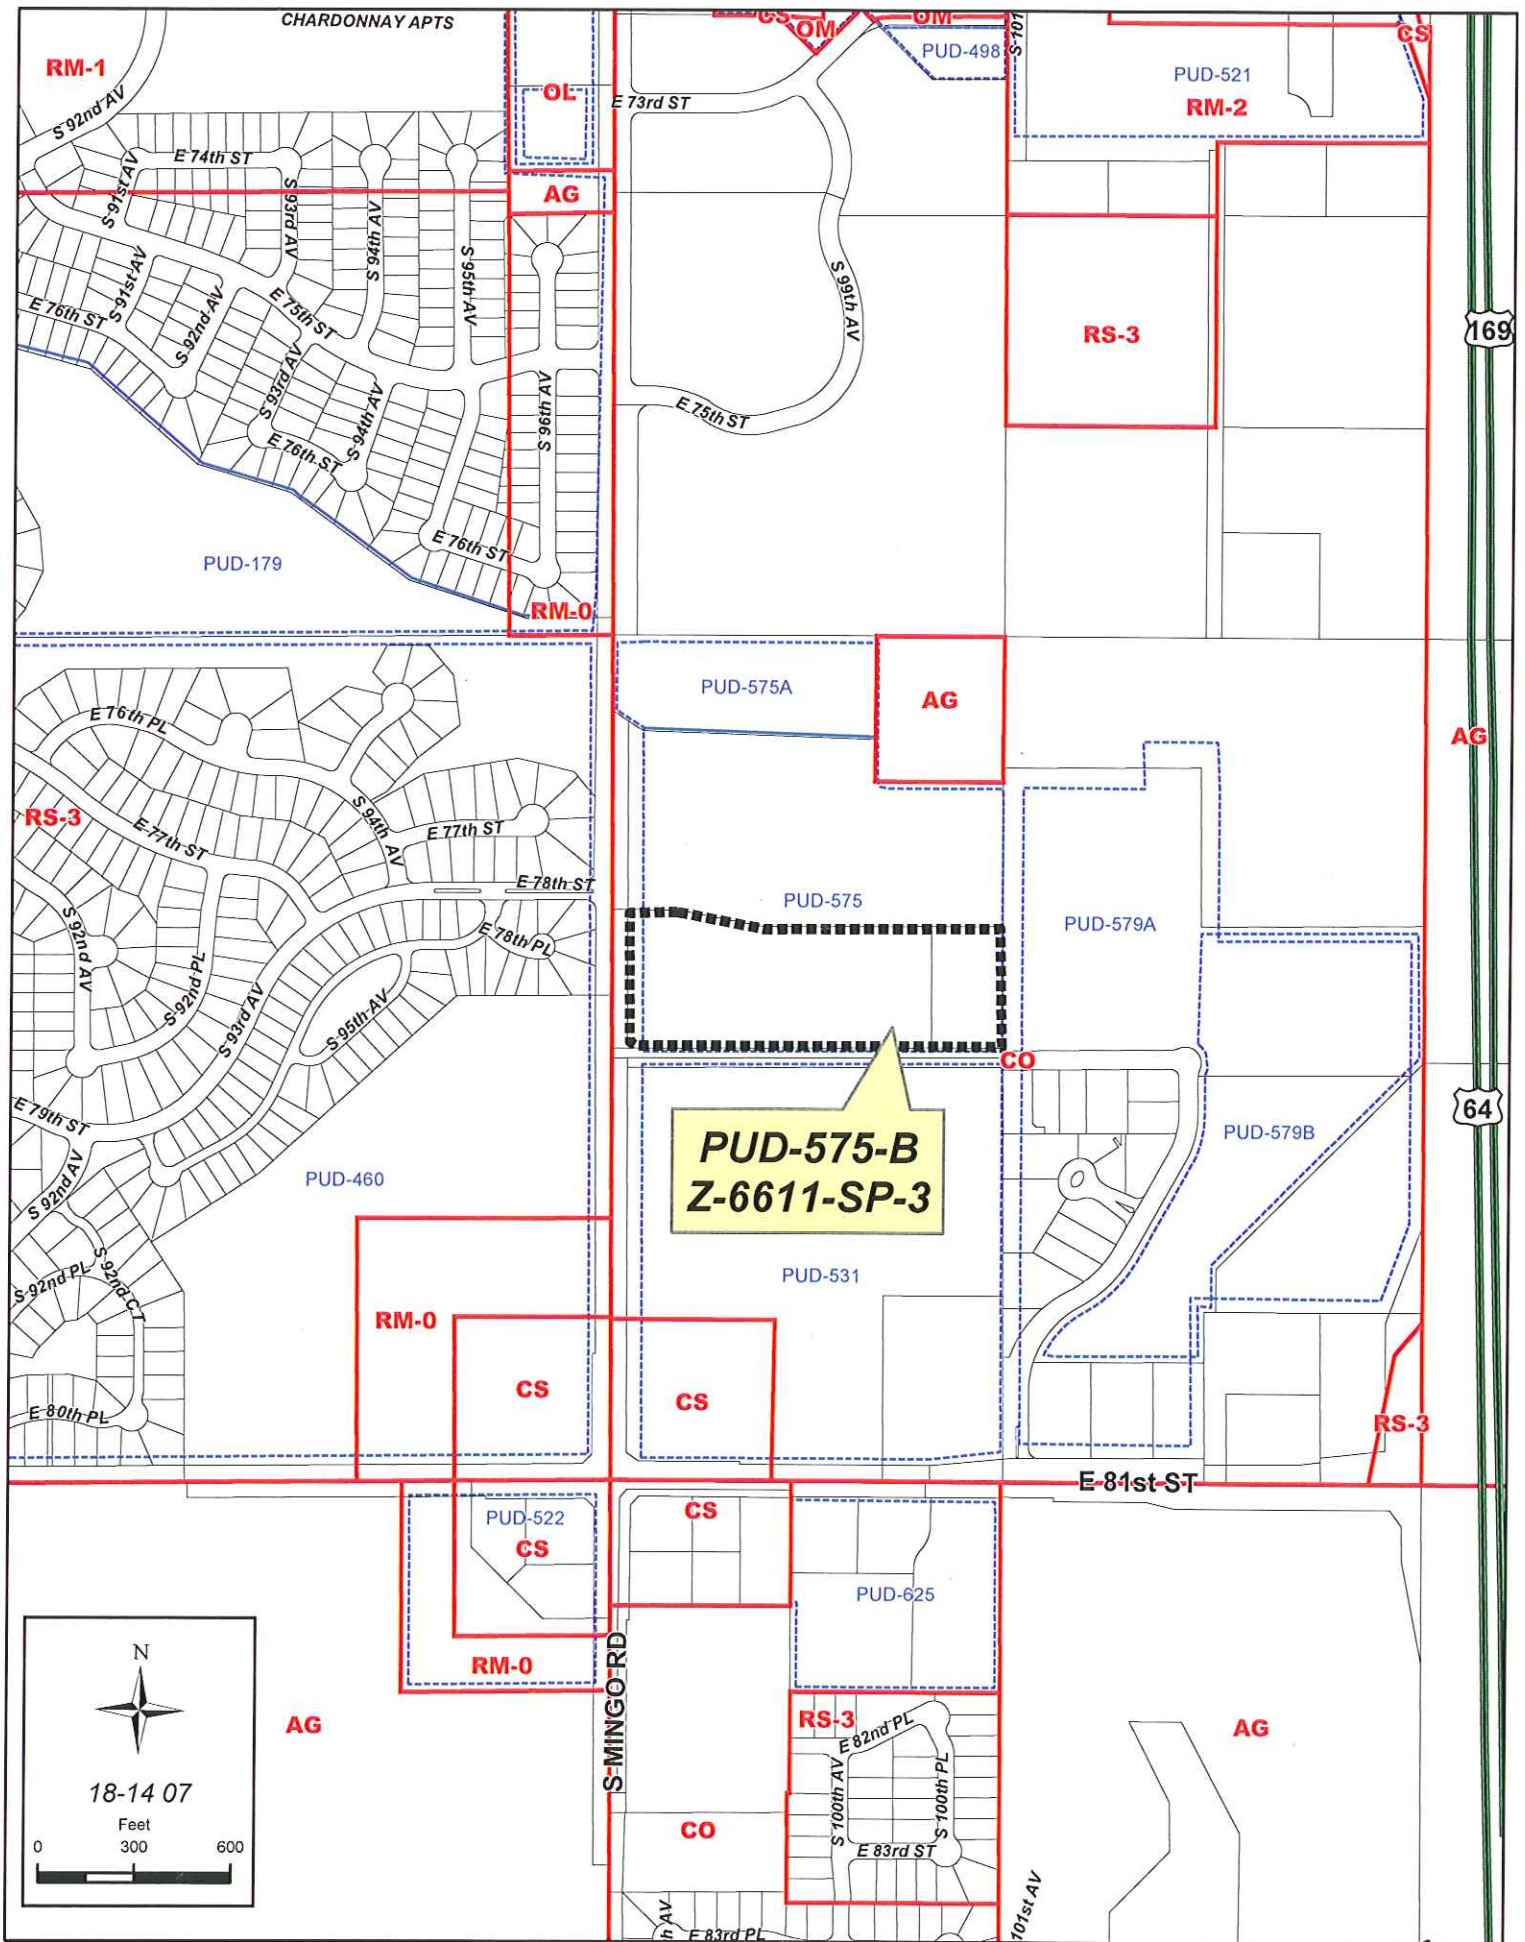 CHARDONNAY APTS
CS
OM
OM
S 101
CS
RM-1
PUD-498
PUD-521
RM-2
S 92nd AV
OL
E 73rd ST
E 74th ST
S 91st AV
S 93rd AV
AG
S 94th AV
S 95th AV
S 91st AV
S 92nd AV
E 75th ST
E 76th ST
S 99th AV
RS-3
169
S 93rd AV
S 94th AV
S 96th AV
E 75th ST
E 76th ST
E 76th ST
PUD-179
RM-0
PUD-575A
AG
AG
E 76th PL
RS-3
E 77th ST
S 94th AV
E 77th ST
E 78th ST
PUD-575
PUD-579A
S 92nd AV
E 78th PL
S 92nd PL
S 93rd AV
S 95th AV
CO
E 79th ST
64
PUD-579B
PUD-575-B
Z-6611-SP-3
PUD-460
S 92nd AV
S 92nd PL
S 92nd CT
PUD-531
RM-0
CS
CS
E 80th PL
RS-3
E 81st ST
PUD-522
CS
CS
PUD-625
RM-0
S MINGO RD
AG
RS-3
E 82nd PL
AG
S 100th AV
S 100th PL
E 83rd ST
CO
N
18-14 07
Feet
0 300 600
h AV
E 83rd PL
101st AV